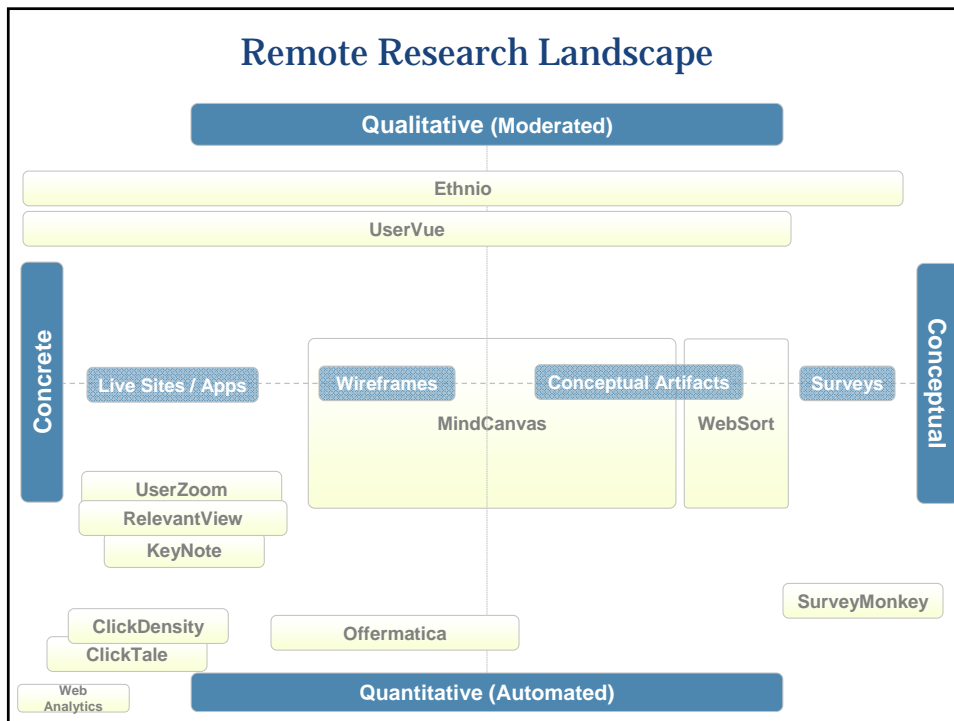 Remote Research Landscape
Qualitative (Moderated)
Ethnio
UserVue
Concrete
Conceptual
Live Sites / Apps
Wireframes
Conceptual Artifacts
Surveys
MindCanvas
WebSort
UserZoom
RelevantView
KeyNote
SurveyMonkey
ClickDensity
Offermatica
ClickTale
Web
Analytics
Quantitative (Automated)